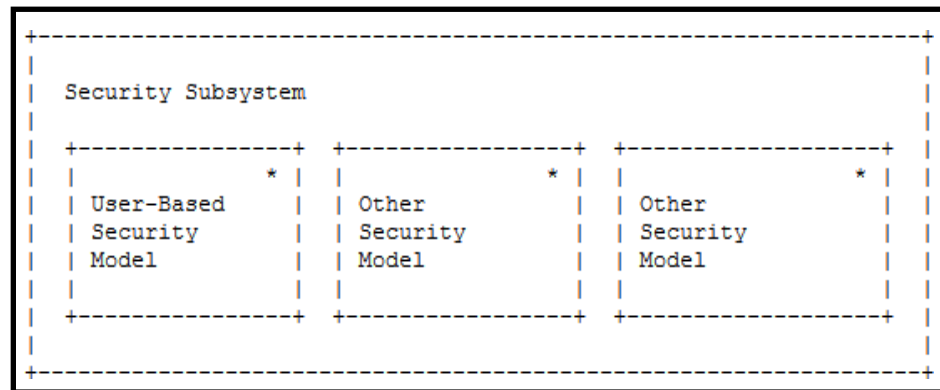 Security Subsystem
* * *
User-Based Other Other
Security Security Security
Model Model Model